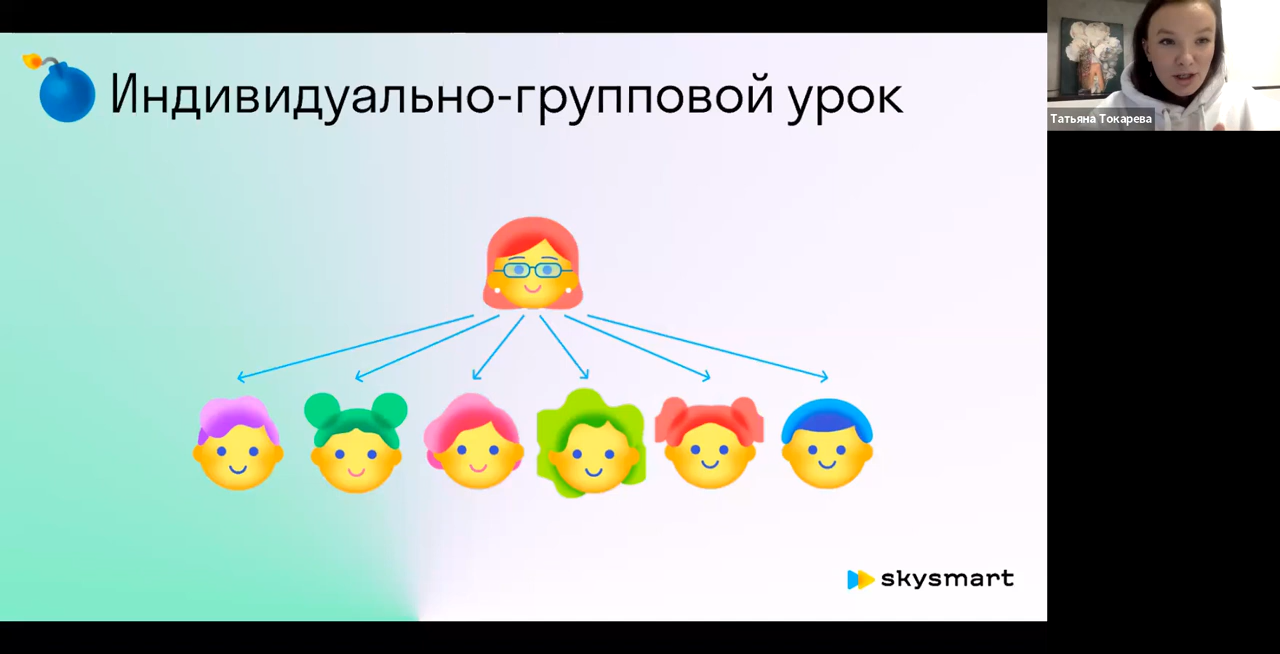 Индивидуально-групповой урок
Татьяна Токарева
skysmart